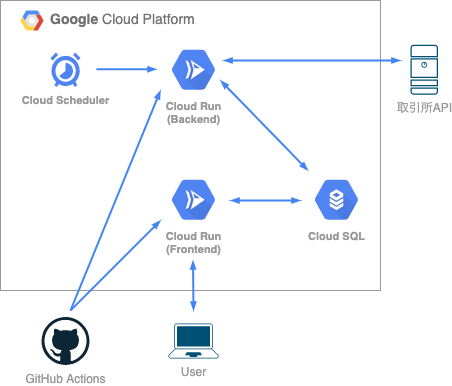 Google Cloud Platform
Cloud Scheduler
Cloud Run
(Backend)
取引所API
Cloud Run
(Frontend)
Cloud SQL
GitHub Actions
User